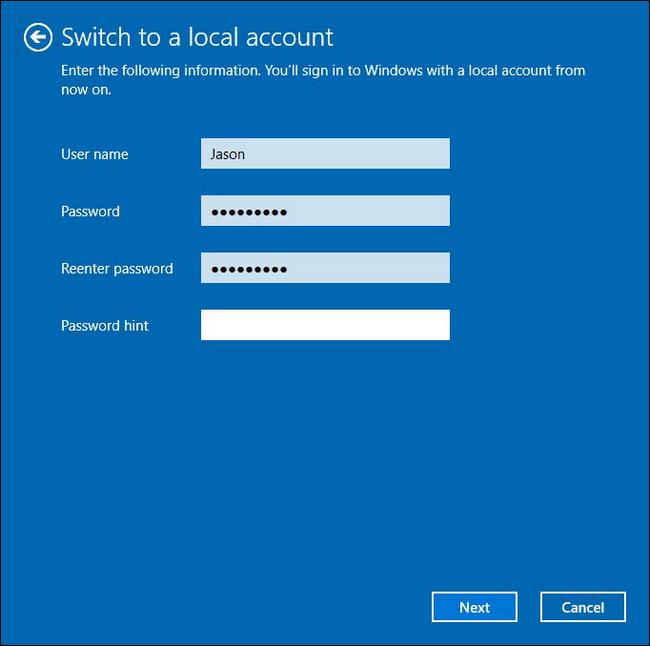 Switch to a local account
Enter the following information. You'll sign in to Windows with a local account from
now on.
User name
Jason
Password
●●●●●●●●●
Reenter password
●●●●●●●●●
Password hint
Next
Cancel